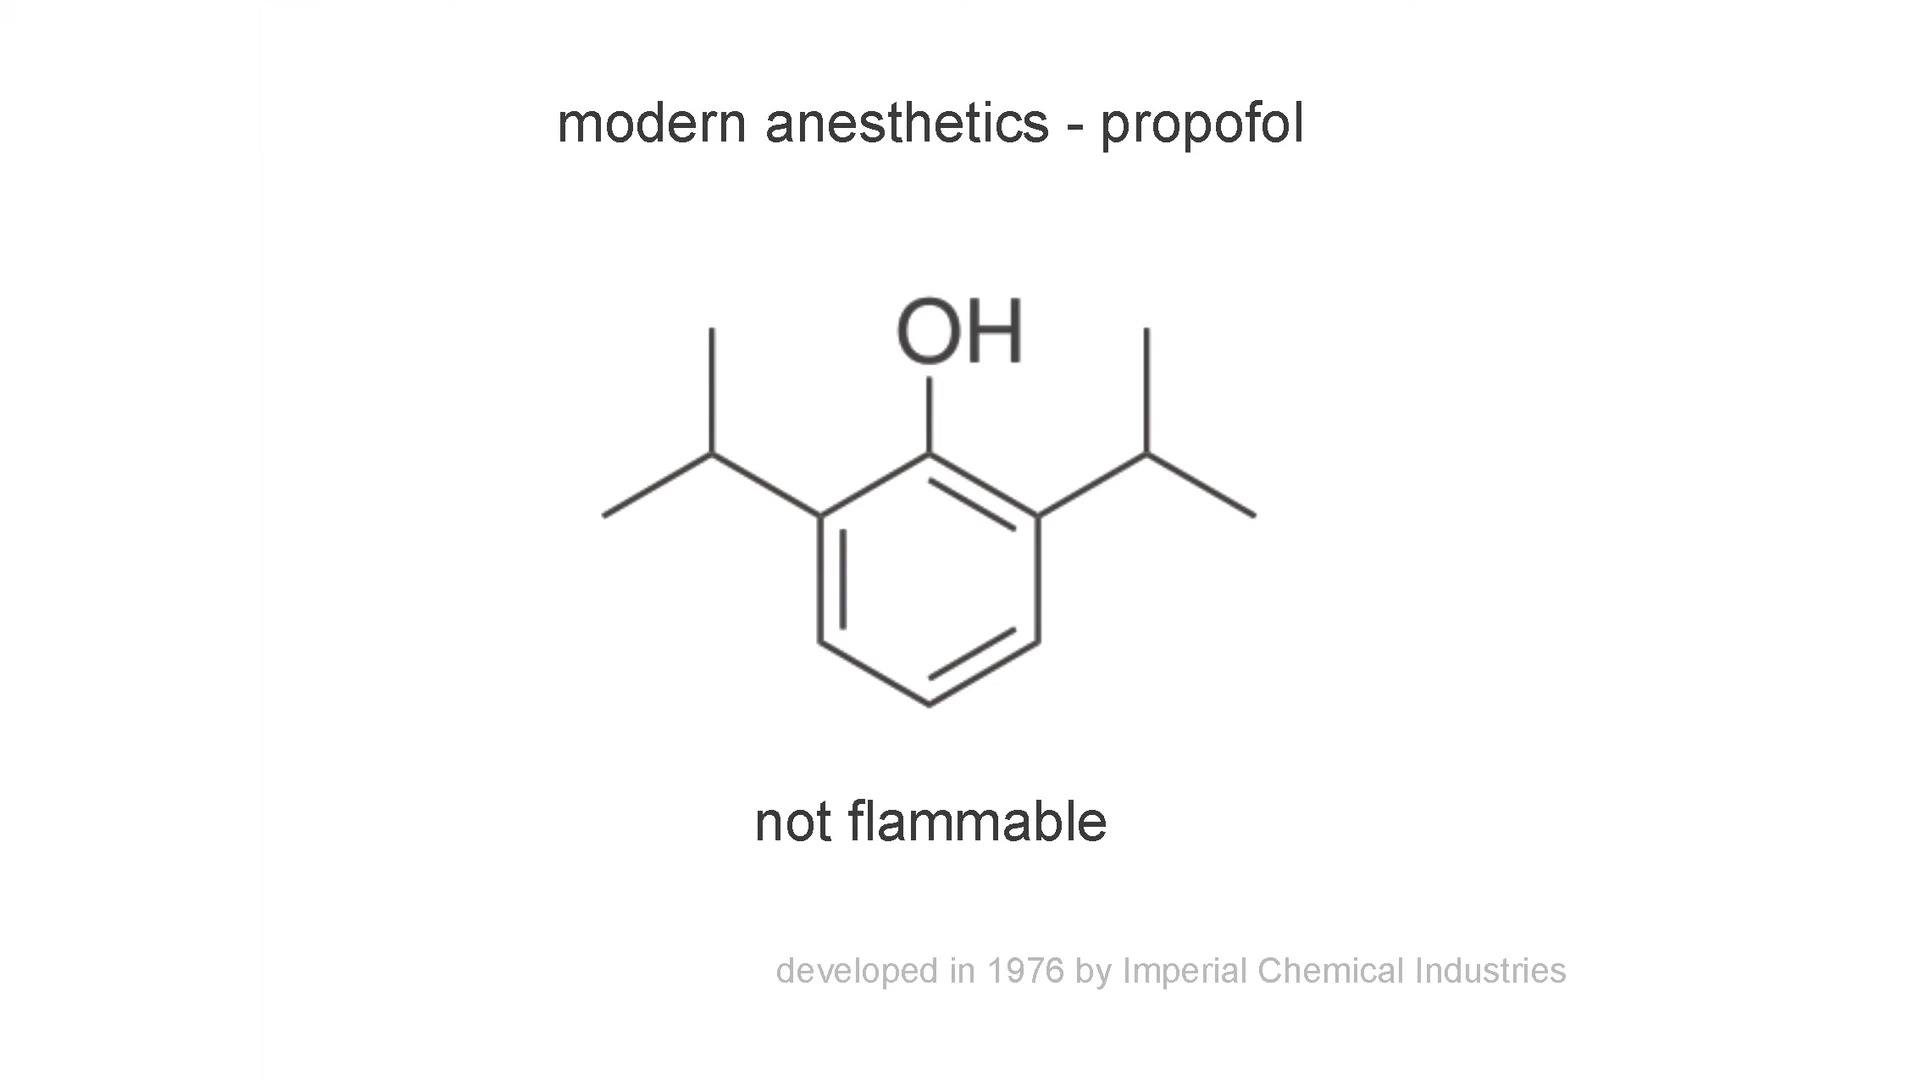 modern anesthetics - propofol
OH
not flammable
developed in 1976 by Imperial Chemical Industries